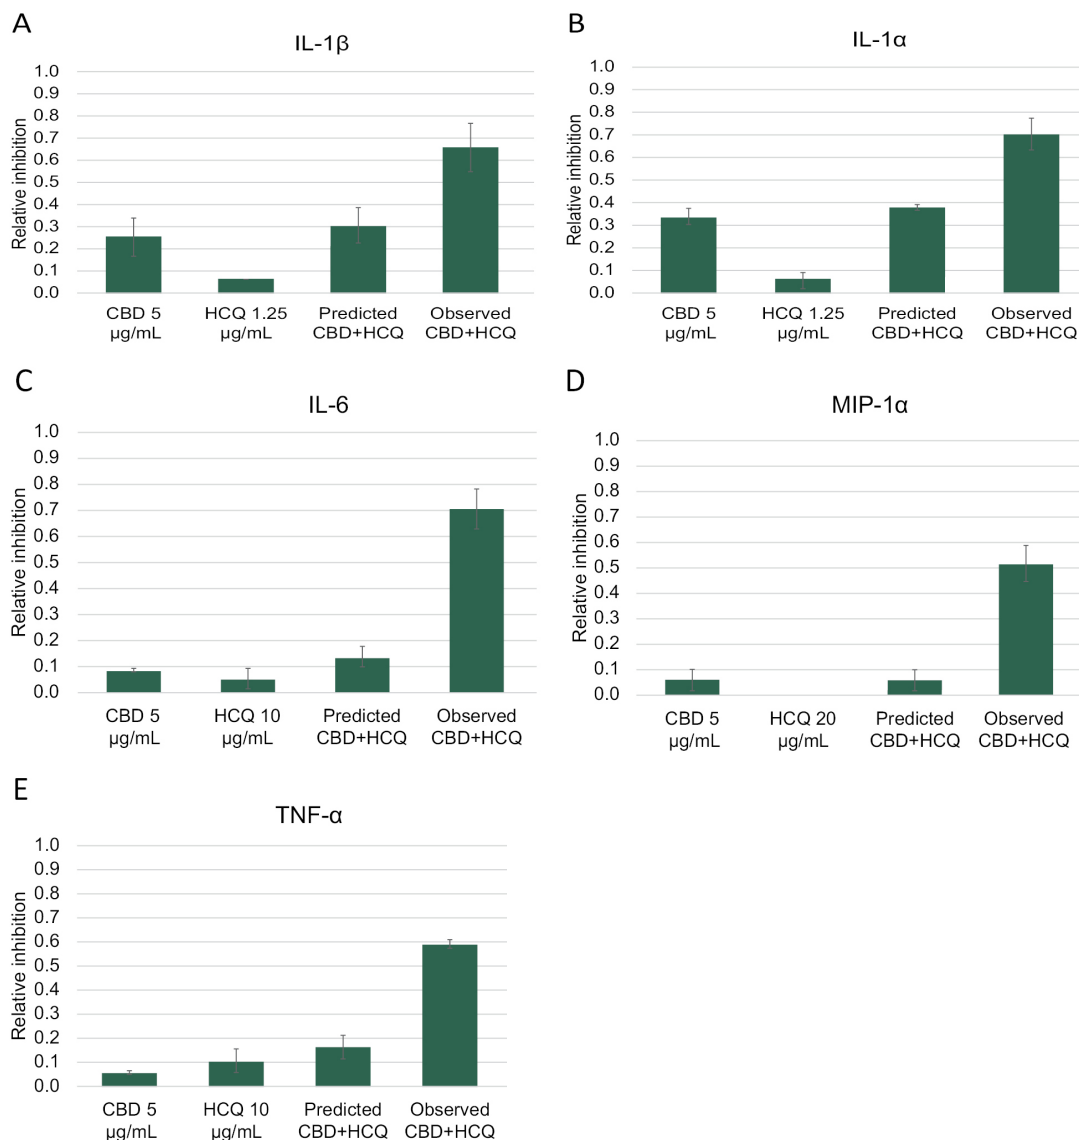 A
IL-1β
Relative inhibition
1.0
0.9
0.8
0.7
0.6
0.5
0.4
0.3
0.2
0.1
0.0
CBD 5 HCQ 1.25 Predicted Observed
µg/mL µg/mL CBD+HCQ CBD+HCQ
B
IL-1α
Relative inhibition
1.0
0.9
0.8
0.7
0.6
0.5
0.4
0.3
0.2
0.1
0.0
CBD 5 HCQ 1.25 Predicted Observed
µg/mL µg/mL CBD+HCQ CBD+HCQ
C
IL-6
Relative inhibition
1.0
0.9
0.8
0.7
0.6
0.5
0.4
0.3
0.2
0.1
0.0
CBD 5 HCQ 10 Predicted Observed
µg/mL µg/mL CBD+HCQ CBD+HCQ
D
MIP-1α
Relative inhibition
1.0
0.9
0.8
0.7
0.6
0.5
0.4
0.3
0.2
0.1
0.0
CBD 5 HCQ 20 Predicted Observed
µg/mL µg/mL CBD+HCQ CBD+HCQ
E
TNF-α
Relative inhibition
1.0
0.9
0.8
0.7
0.6
0.5
0.4
0.3
0.2
0.1
0.0
CBD 5 HCQ 10 Predicted Observed
µg/mL µg/mL CBD+HCQ CBD+HCQ